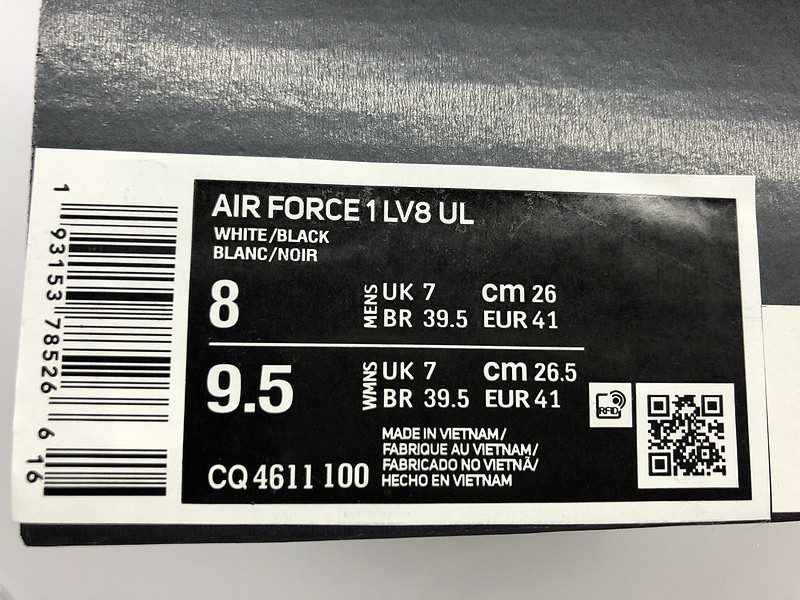 AIR FORCE 1 LV8 UL
WHITE/BLACK
BLANC/NOIR
8 MENS UK 7 cm 26
BR 39.5 EUR 41
9.5 WMNS UK 7 cm 26.5
BR 39.5 EUR 41
RFID
MADE IN VIETNAM/
FABRIQUE AU VIETNAM/
FABRICADO NO VIETNÃ/
HECHO EN VIETNAM
CQ4611 100
1 93153 78526 6 16